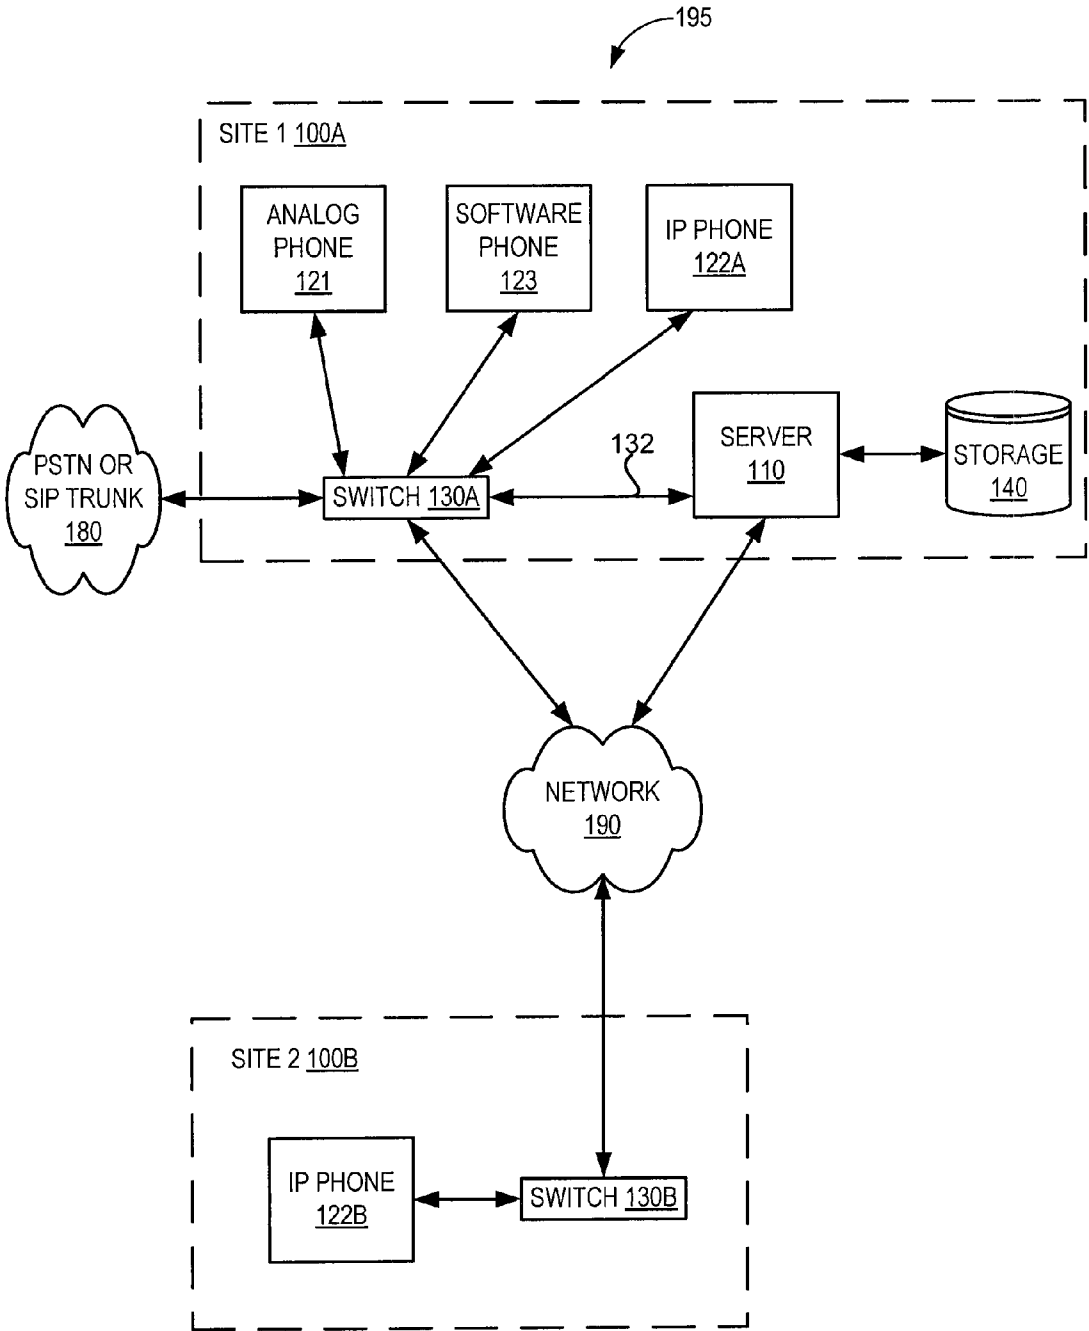 195
SITE 1 100A
ANALOG
PHONE
121
SOFTWARE
PHONE
123
IP PHONE
122A
PSTN OR
SIP TRUNK
180
SWITCH 130A
132
SERVER
110
STORAGE
140
NETWORK
190
SITE 2 100B
IP PHONE
122B
SWITCH 130B